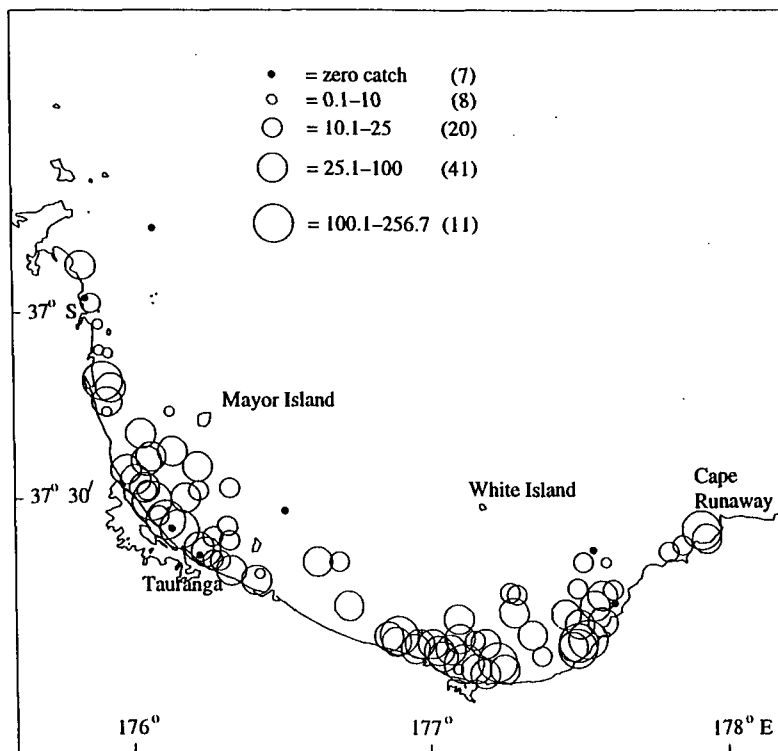 = zero catch (7)
= 0.1–10 (8)
= 10.1–25 (20)
= 25.1–100 (41)
= 100.1–256.7 (11)
37° S
Mayor Island
37° 30′
White Island
Cape
Runaway
Tauranga
176° 177° 178° E